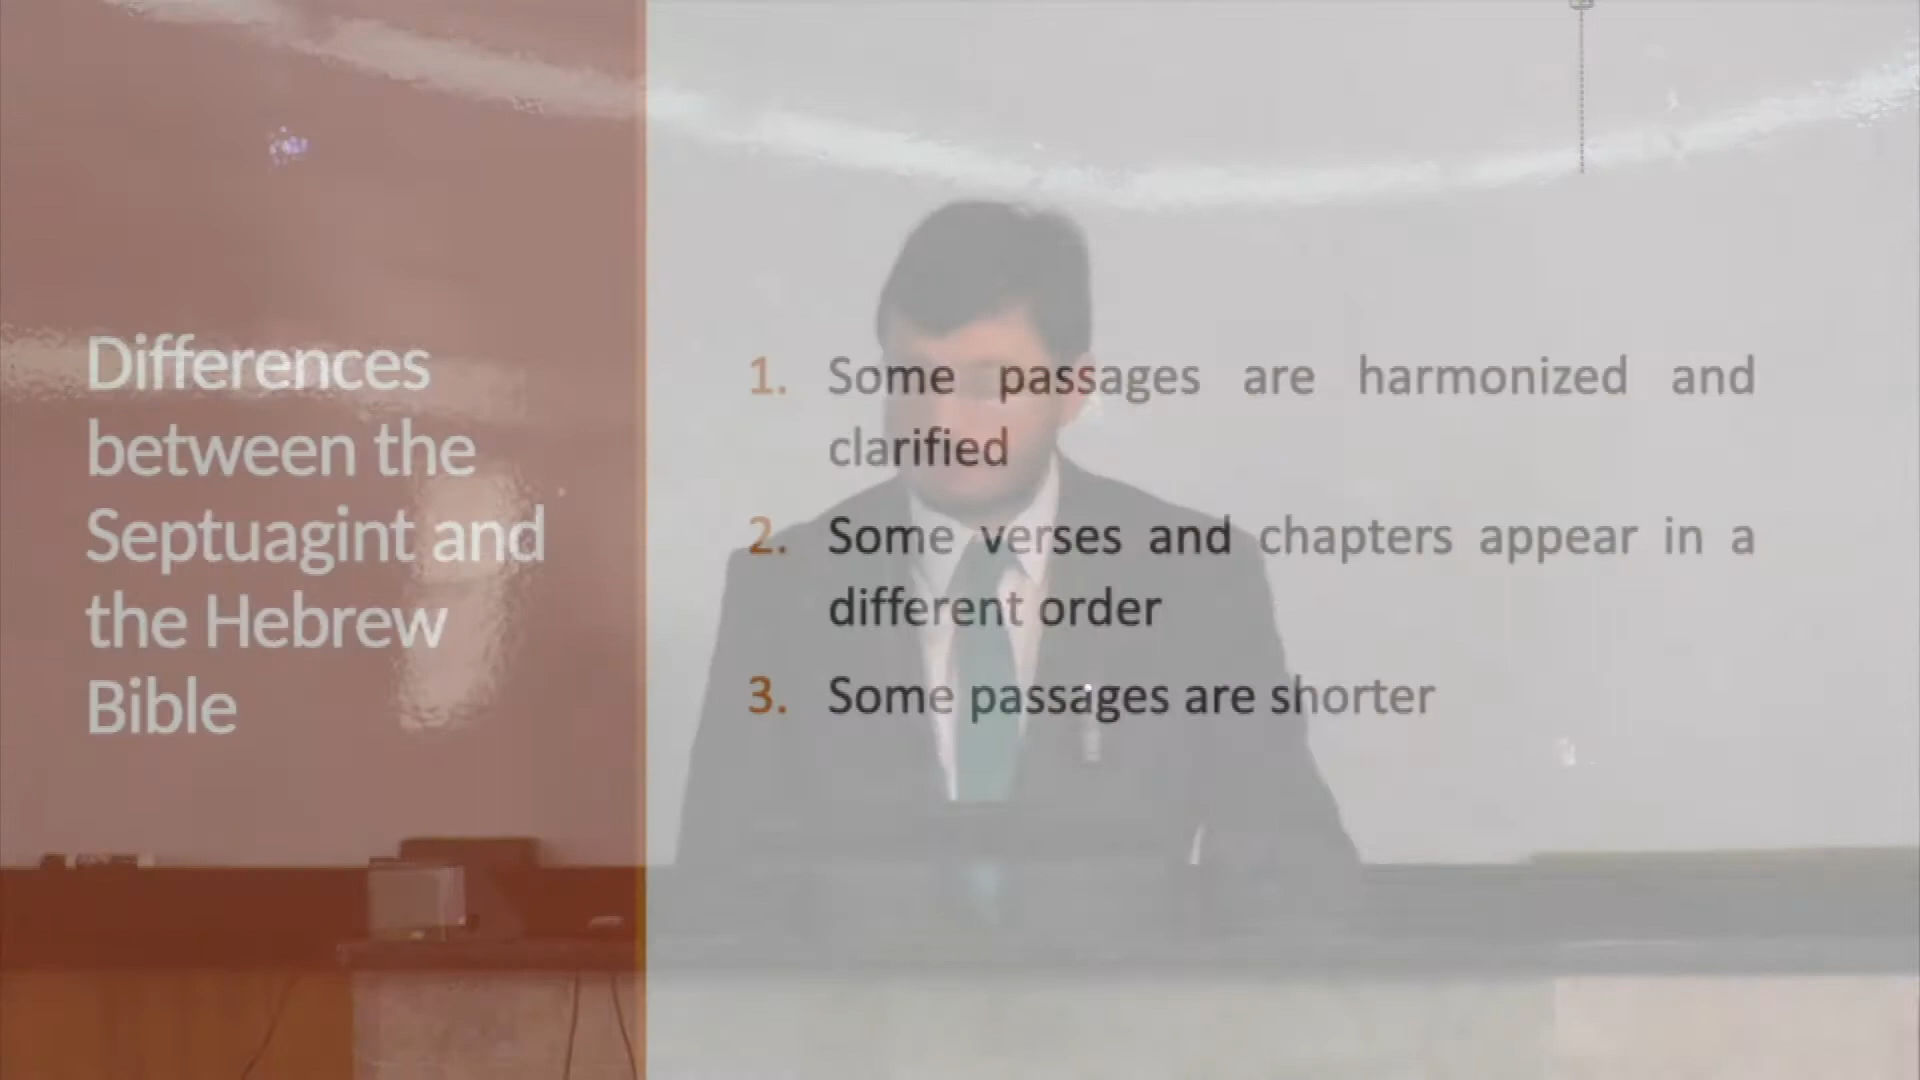 Differences
between the
Septuagint and
the Hebrew
Bible
1. Some passages are harmonized and
clarified
2. Some verses and chapters appear in a
different order
3. Some passages are shorter